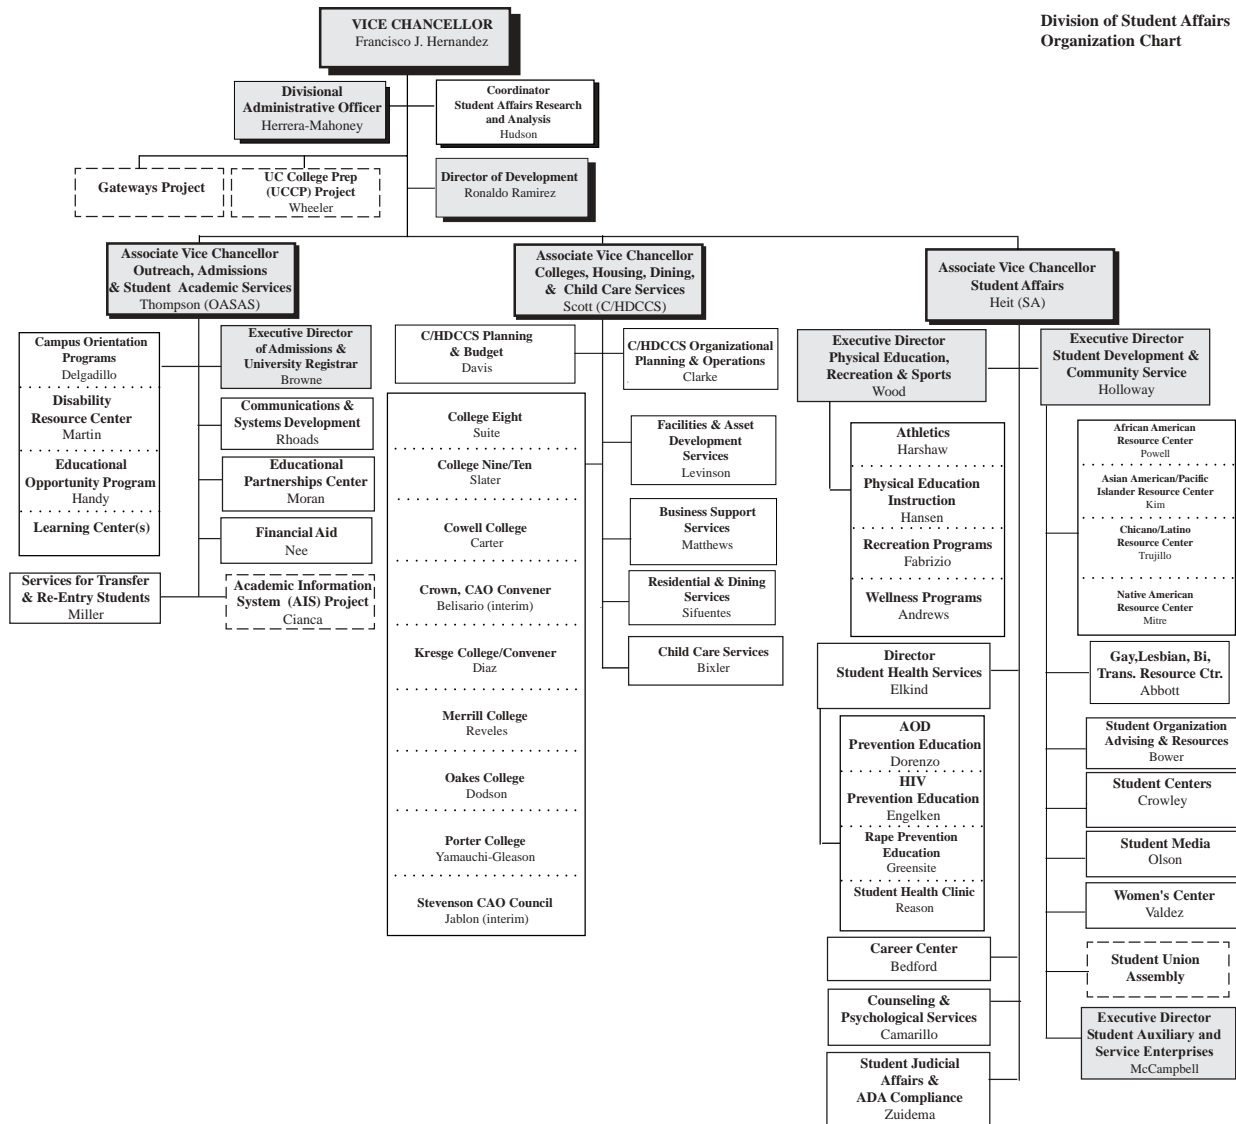 Division of Student Affairs
Organization Chart
VICE CHANCELLOR
Francisco J. Hernandez
Divisional
Administrative Officer
Herrera-Mahoney
Coordinator
Student Affairs Research
and Analysis
Hudson
Gateways Project
UC College Prep
(UCCP) Project
Wheeler
Director of Development
Ronaldo Ramirez
Associate Vice Chancellor
Outreach, Admissions
& Student Academic Services
Thompson (OASAS)
Campus Orientation
Programs
Delgadillo
Disability
Resource Center
Martin
Educational
Opportunity Program
Handy
Learning Center(s)
Services for Transfer
& Re-Entry Students
Miller
Executive Director
of Admissions &
University Registrar
Browne
Communications &
Systems Development
Rhoads
Educational
Partnerships Center
Moran
Financial Aid
Nee
Academic Information
System (AIS) Project
Cianca
Associate Vice Chancellor
Colleges, Housing, Dining,
& Child Care Services
Scott (C/HDCCS)
C/HDCCS Planning
& Budget
Davis
C/HDCCS Organizational
Planning & Operations
Clarke
College Eight
Suite
College Nine/Ten
Slater
Cowell College
Carter
Crown, CAO Convener
Belisario (interim)
Kresge College/Convener
Diaz
Merrill College
Reveles
Oakes College
Dodson
Porter College
Yamauchi-Gleason
Stevenson CAO Council
Jablon (interim)
Facilities & Asset
Development
Services
Levinson
Business Support
Services
Matthews
Residential & Dining
Services
Sifuentes
Child Care Services
Bixler
Associate Vice Chancellor
Student Affairs
Heit (SA)
Executive Director
Physical Education,
Recreation & Sports
Wood
Athletics
Harshaw
Physical Education
Instruction
Hansen
Recreation Programs
Fabrizio
Wellness Programs
Andrews
Director
Student Health Services
Elkind
AOD
Prevention Education
Dorenzo
HIV
Prevention Education
Engelken
Rape Prevention
Education
Greensite
Student Health Clinic
Reason
Career Center
Bedford
Counseling &
Psychological Services
Camarillo
Student Judicial
Affairs &
ADA Compliance
Zuidema
Executive Director
Student Development &
Community Service
Holloway
African American
Resource Center
Powell
Asian American/Pacific
Islander Resource Center
Kim
Chicano/Latino
Resource Center
Trujillo
Native American
Resource Center
Mitre
Gay,Lesbian, Bi,
Trans. Resource Ctr.
Abbott
Student Organization
Advising & Resources
Bower
Student Centers
Crowley
Student Media
Olson
Women's Center
Valdez
Student Union
Assembly
Executive Director
Student Auxiliary and
Service Enterprises
McCampbell